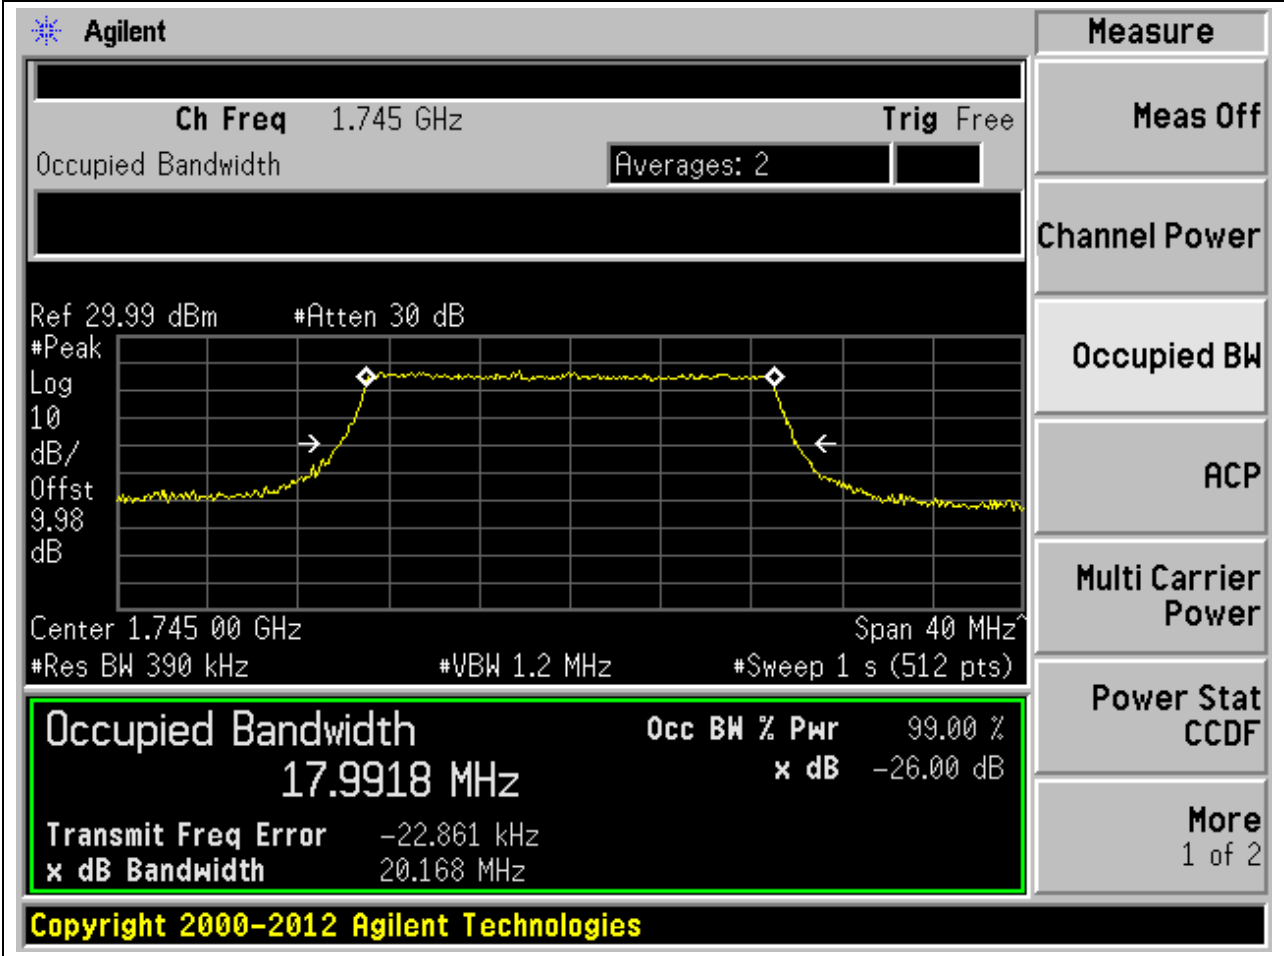 Agilent
Measure
Ch Freq 1.745 GHz Trig Free
Occupied Bandwidth Averages: 2
Meas Off
Channel Power
Occupied BW
ACP
Multi Carrier
Power
Power Stat
CCDF
More
1 of 2
Ref 29.99 dBm #Atten 30 dB
#Peak
Log
10
dB/
Offst
9.98
dB
Center 1.745 00 GHz Span 40 MHz^
#Res BW 390 kHz #VBW 1.2 MHz #Sweep 1 s (512 pts)
Occupied Bandwidth Occ BW % Pwr 99.00 %
17.9918 MHz x dB -26.00 dB
Transmit Freq Error -22.861 kHz
x dB Bandwidth 20.168 MHz
Copyright 2000-2012 Agilent Technologies